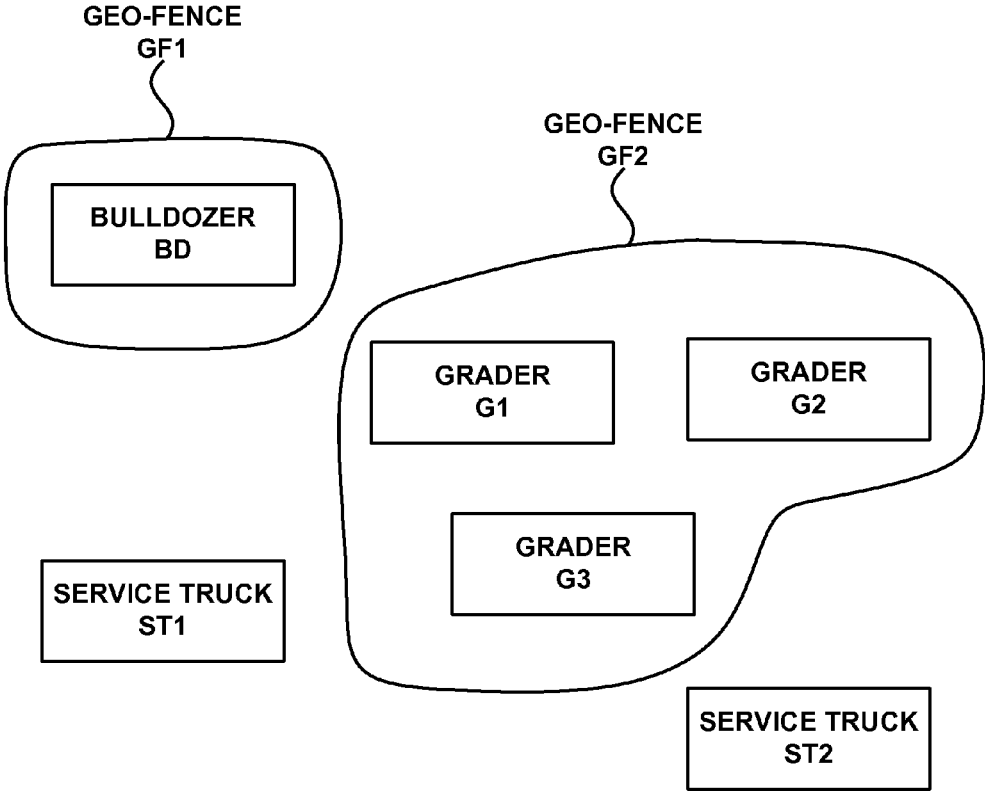 GEO-FENCE
GF1
GEO-FENCE
GF2
BULLDOZER
BD
GRADER
G1
GRADER
G2
GRADER
G3
SERVICE TRUCK
ST1
SERVICE TRUCK
ST2